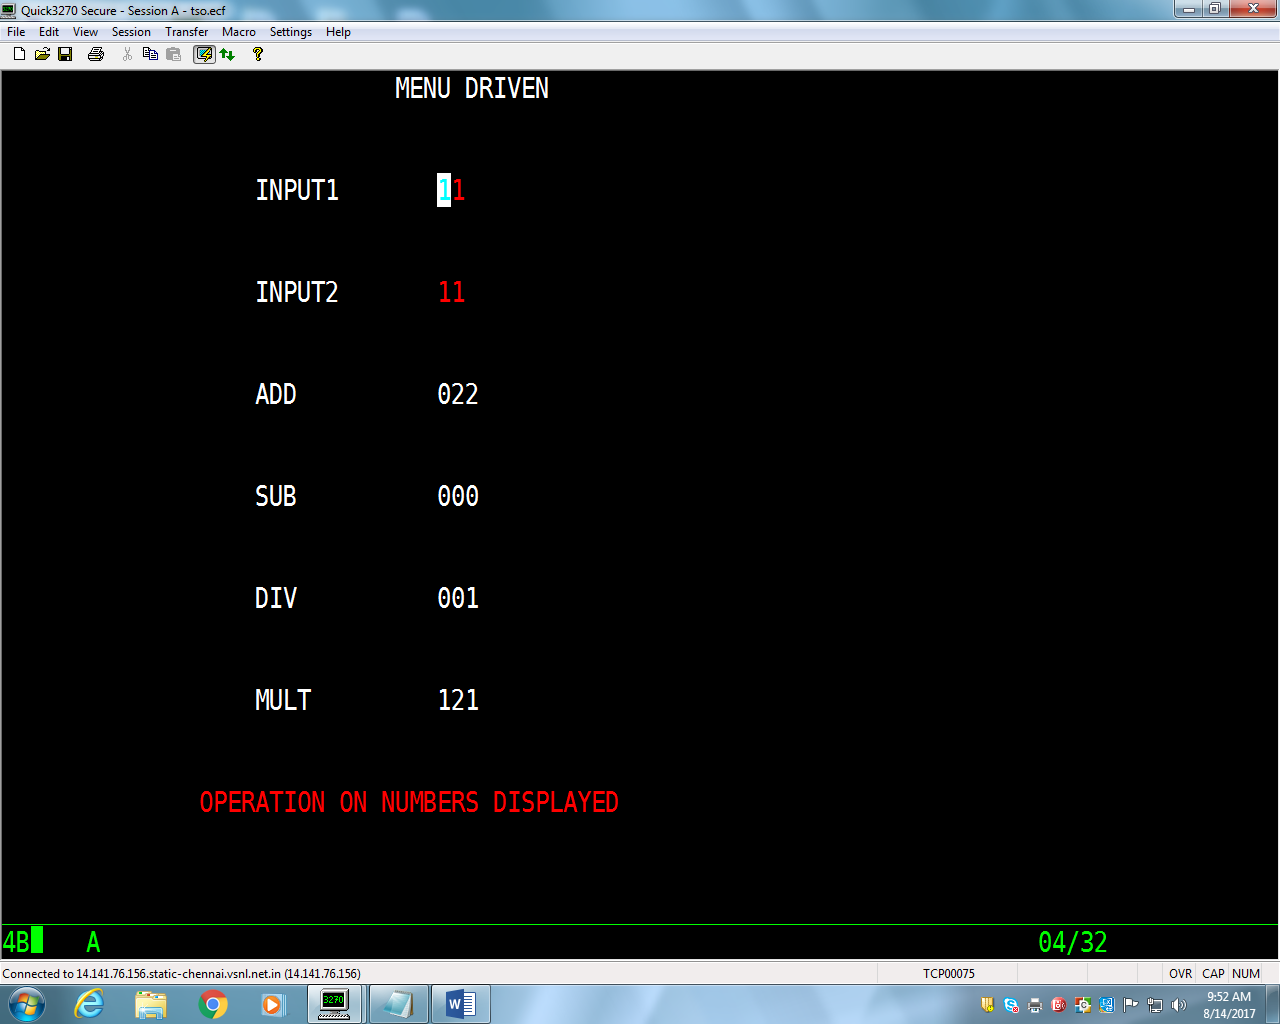 Quick3270 Secure - Session A - tso.ecf
File Edit View Session Transfer Macro Settings Help
MENU DRIVEN
INPUT1 11
INPUT2 11
ADD 022
SUB 000
DIV 001
MULT 121
OPERATION ON NUMBERS DISPLAYED
4B A 04/32
Connected to 14.141.76.156.static-chennai.vsnl.net.in (14.141.76.156) TCP00075 OVR CAP NUM
3270 9:52 AM
8/14/2017